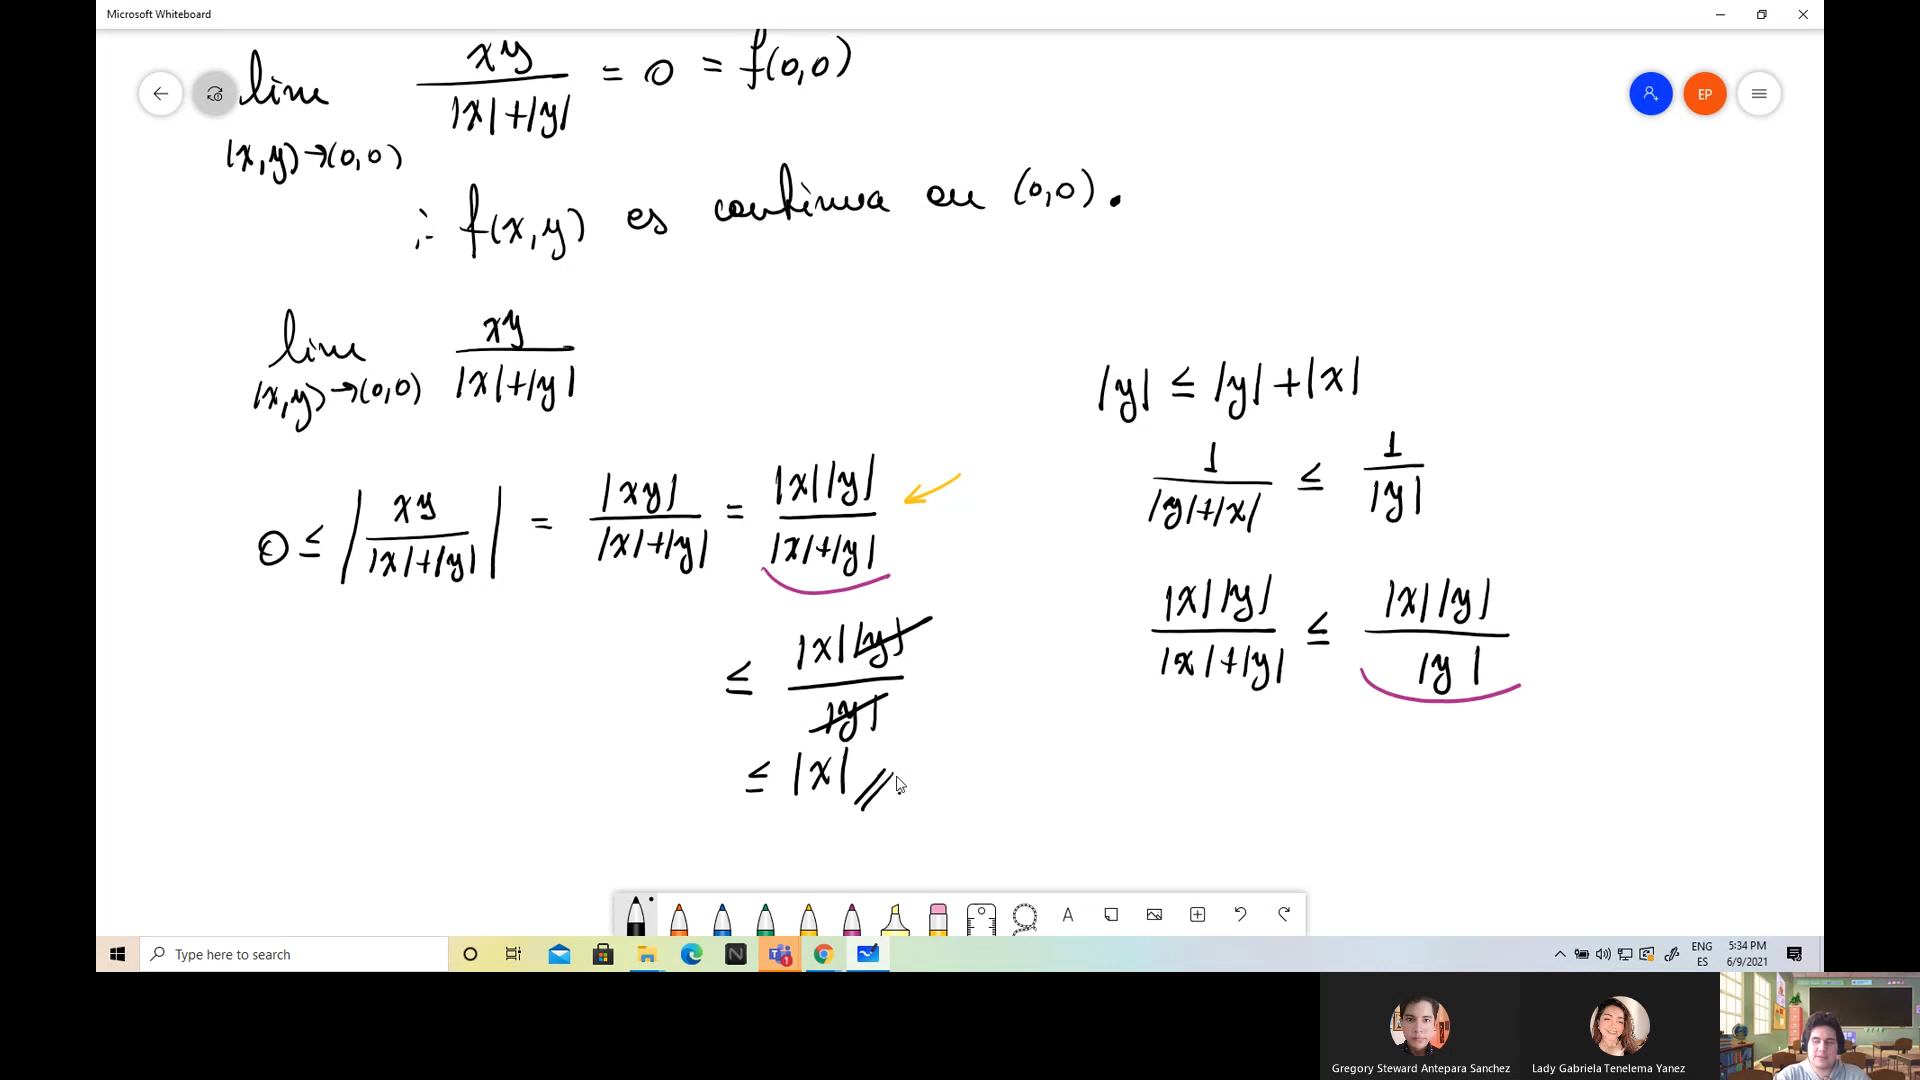 Microsoft Whiteboard
lim xy / |x|+|y| = 0 = f(0,0)
(x,y)→(0,0)
∴ f(x,y) es continua en (0,0).
lim xy / |x|+|y|
(x,y)→(0,0)
0 ≤ | xy / |x|+|y| | = |xy| / |x|+|y| = |x||y| / |x|+|y|
≤ |x||y| / |y|
≤ |x| //
|y| ≤ |y|+|x|
1 / |y|+|x| ≤ 1 / |y|
|x||y| / |x|+|y| ≤ |x||y| / |y|
EP
A
Type here to search
N
1
ENG
ES
5:34 PM
6/9/2021
Gregory Steward Antepara Sanchez
Lady Gabriela Tenelema Yanez